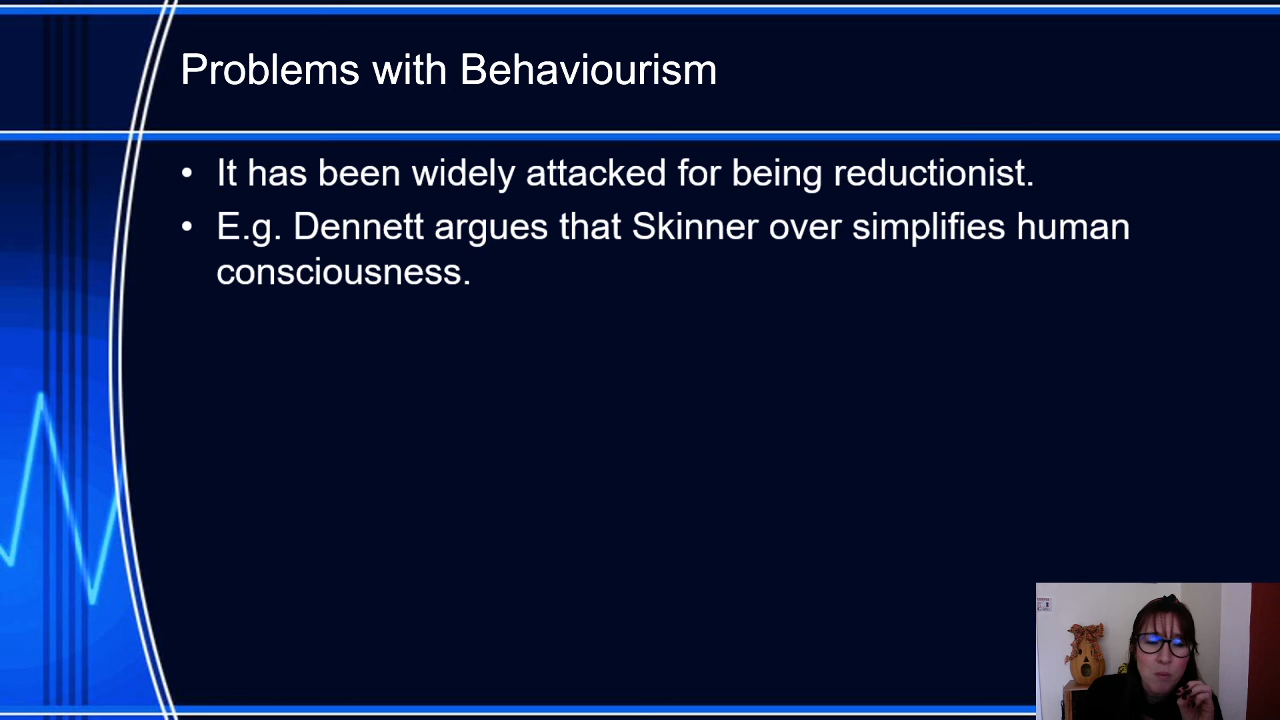 Problems with Behaviourism
• It has been widely attacked for being reductionist.
• E.g. Dennett argues that Skinner over simplifies human
consciousness.